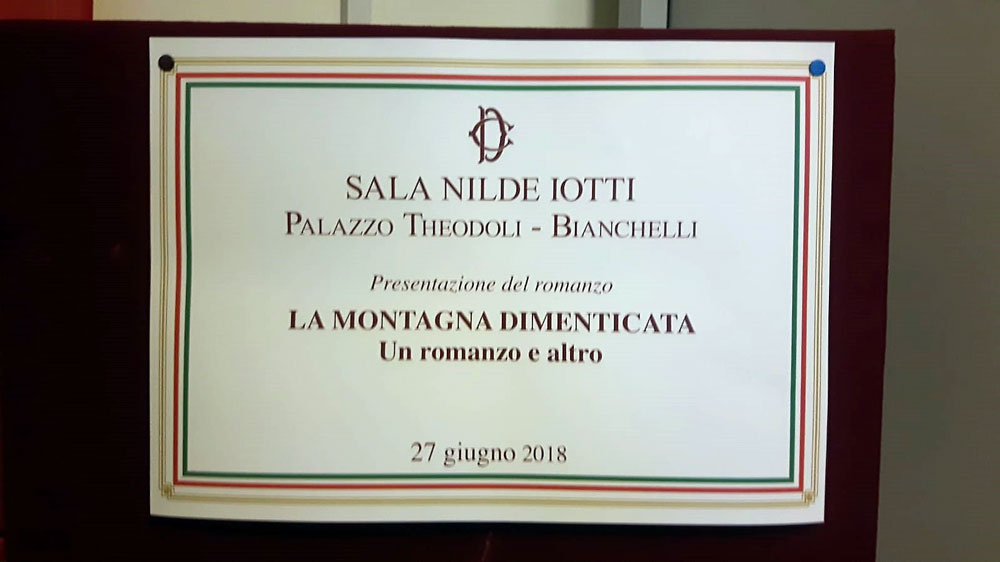 SALA NILDE IOTTI
PALAZZO THEODOLI - BIANCHELLI
Presentazione del romanzo
LA MONTAGNA DIMENTICATA
Un romanzo e altro
27 giugno 2018